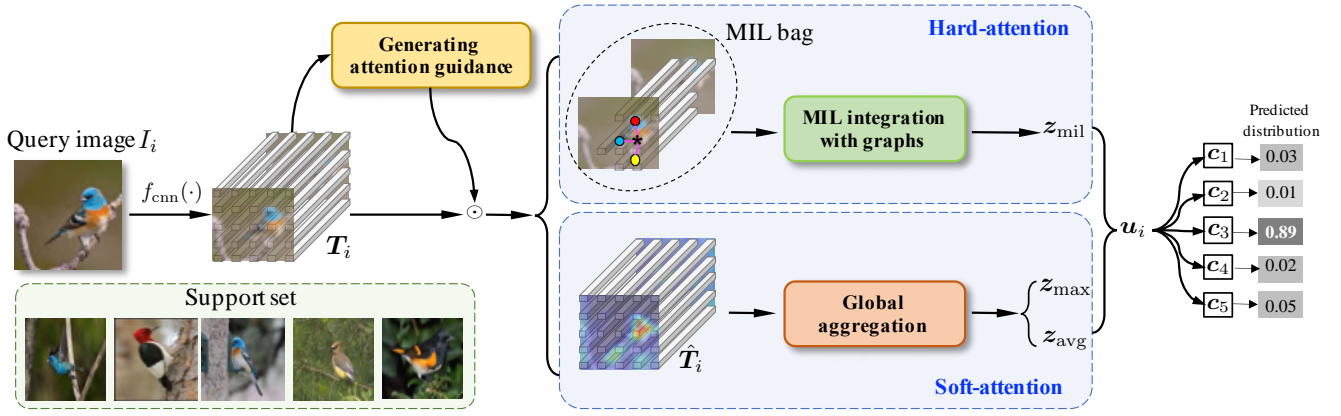 Generating
attention guidance
MIL bag
Hard-attention
Predicted
distribution
Query image I_i
f_cnn(·)
T_i
⊙
*
MIL integration
with graphs
z_mil
Support set
T̂_i
Global
aggregation
z_max
z_avg
Soft-attention
u_i
c_1 0.03
c_2 0.01
c_3 0.89
c_4 0.02
c_5 0.05